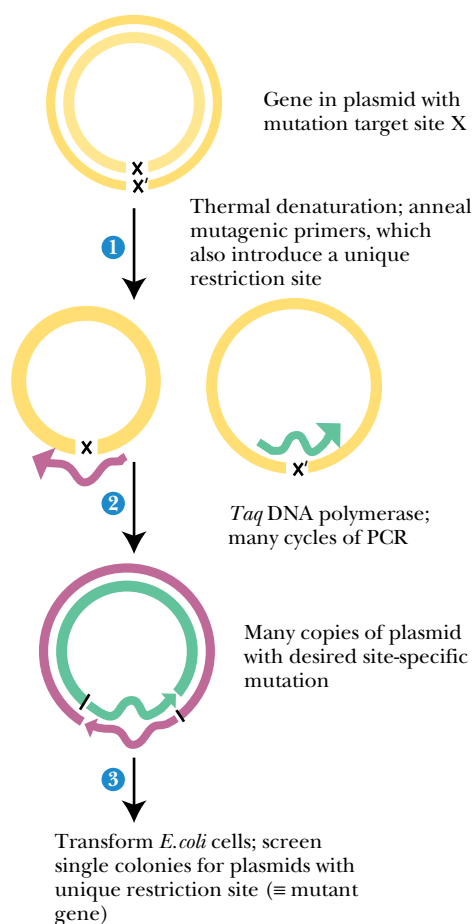 Gene in plasmid with
mutation target site X
X
X′
Thermal denaturation; anneal
mutagenic primers, which
also introduce a unique
restriction site
1
X
X′
2
Taq DNA polymerase;
many cycles of PCR
Many copies of plasmid
with desired site-specific
mutation
3
Transform E.coli cells; screen
single colonies for plasmids with
unique restriction site (≡ mutant
gene)